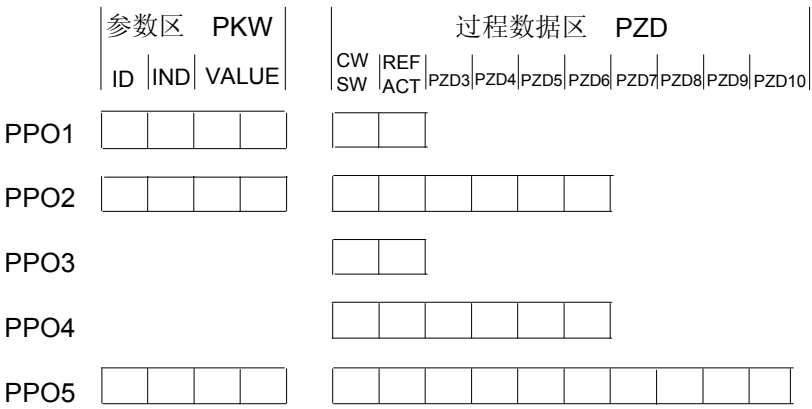 参数区 PKW 过程数据区 PZD
ID IND VALUE CW REF PZD3 PZD4 PZD5 PZD6 PZD7 PZD8 PZD9 PZD10
SW ACT
PPO1
PPO2
PPO3
PPO4
PPO5